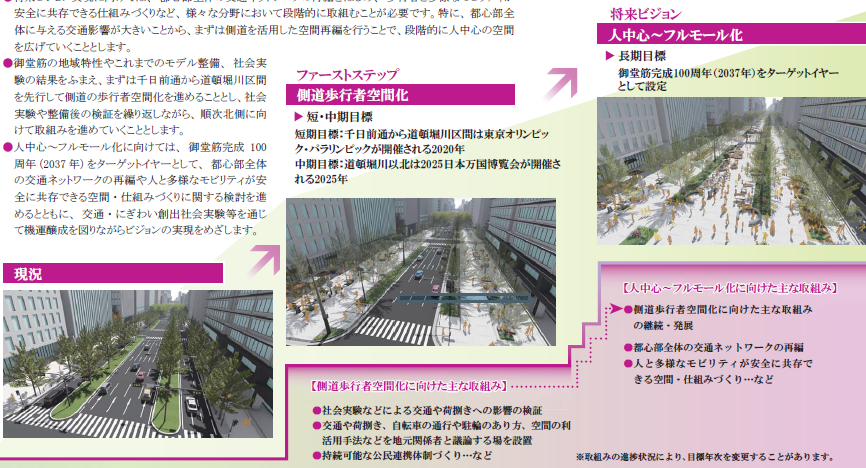 安全に共存できる仕組みづくりなど、様々な分野において段階的に取組むことが必要です。特に、都心部全
体に与える交通影響が大きいことから、まずは側道を活用した空間再編を行うことで、段階的に人中心の空間
を広げていくこととします。
●御堂筋の地域特性やこれまでのモデル整備、社会実
験の結果をふまえ、まずは千日前通から道頓堀川区間
を先行して側道の歩行者空間化を進めることとし、社会
実験や整備後の検証を繰り返しながら、順次北側に向
けて取組みを進めていくこととします。
●人中心～フルモール化に向けては、御堂筋完成 100
周年（2037 年）をターゲットイヤーとして、都心部全体
の交通ネットワークの再編や人と多様なモビリティが安
全に共存できる空間・仕組みづくりに関する検討を進
めるとともに、交通・にぎわい創出社会実験等を通じ
て機運醸成を図りながらビジョンの実現をめざします。
現況
ファーストステップ
側道歩行者空間化
▶ 短・中期目標
短期目標：千日前通から道頓堀川区間は東京オリンピッ
ク・パラリンピックが開催される2020年
中期目標：道頓堀川以北は2025日本万国博覧会が開催さ
れる2025年
【側道歩行者空間化に向けた主な取組み】
●社会実験などによる交通や荷捌きへの影響の検証
●交通や荷捌き、自転車の通行や駐輪のあり方、空間の利
活用手法などを地元関係者と議論する場を設置
●持続可能な公民連携体制づくり…など
将来ビジョン
人中心～フルモール化
▶ 長期目標
御堂筋完成100周年（2037年）をターゲットイヤー
として設定
【人中心～フルモール化に向けた主な取組み】
●側道歩行者空間化に向けた主な取組み
の継続・発展
●都心部全体の交通ネットワークの再編
●人と多様なモビリティが安全に共存で
きる空間・仕組みづくり…など
※取組みの進捗状況により、目標年次を変更することがあります。